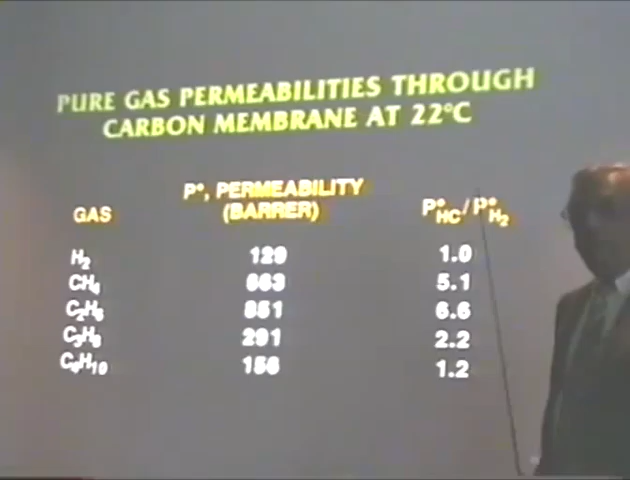 PURE GAS PERMEABILITIES THROUGH
CARBON MEMBRANE AT 22°C
GAS P°, PERMEABILITY (BARRER) P°HC/P°H₂
H₂ 129 1.0
CH₄ 663 5.1
C₂H₆ 851 6.6
C₃H₈ 291 2.2
C₄H₁₀ 156 1.2